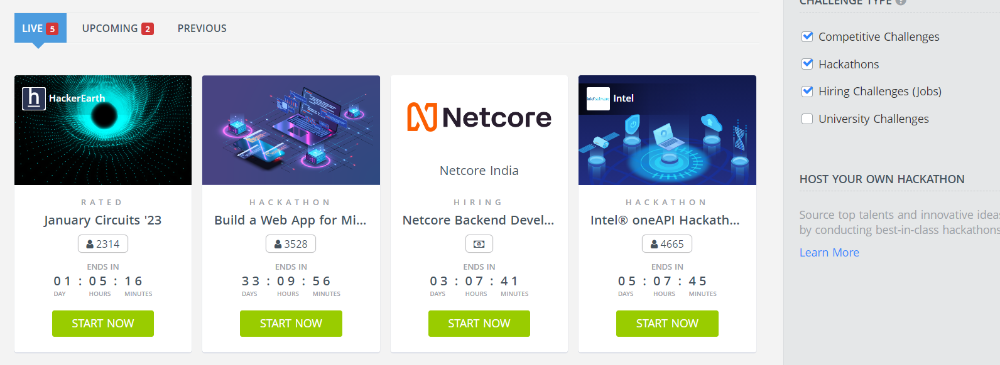 LIVE 5 UPCOMING 2 PREVIOUS
HackerEarth
RATED
January Circuits '23
2314
ENDS IN
01 : 05 : 16
DAY HOURS MINUTES
START NOW
HACKATHON
Build a Web App for Mi...
3528
ENDS IN
33 : 09 : 56
DAYS HOURS MINUTES
START NOW
Netcore
Netcore India
HIRING
Netcore Backend Devel...
ENDS IN
03 : 07 : 41
DAYS HOURS MINUTES
START NOW
intel software
Intel
HACKATHON
Intel® oneAPI Hackath...
4665
ENDS IN
05 : 07 : 45
DAYS HOURS MINUTES
START NOW
CHALLENGE TYPE ?
Competitive Challenges
Hackathons
Hiring Challenges (Jobs)
University Challenges
HOST YOUR OWN HACKATHON
Source top talents and innovative ideas
by conducting best-in-class hackathons
Learn More